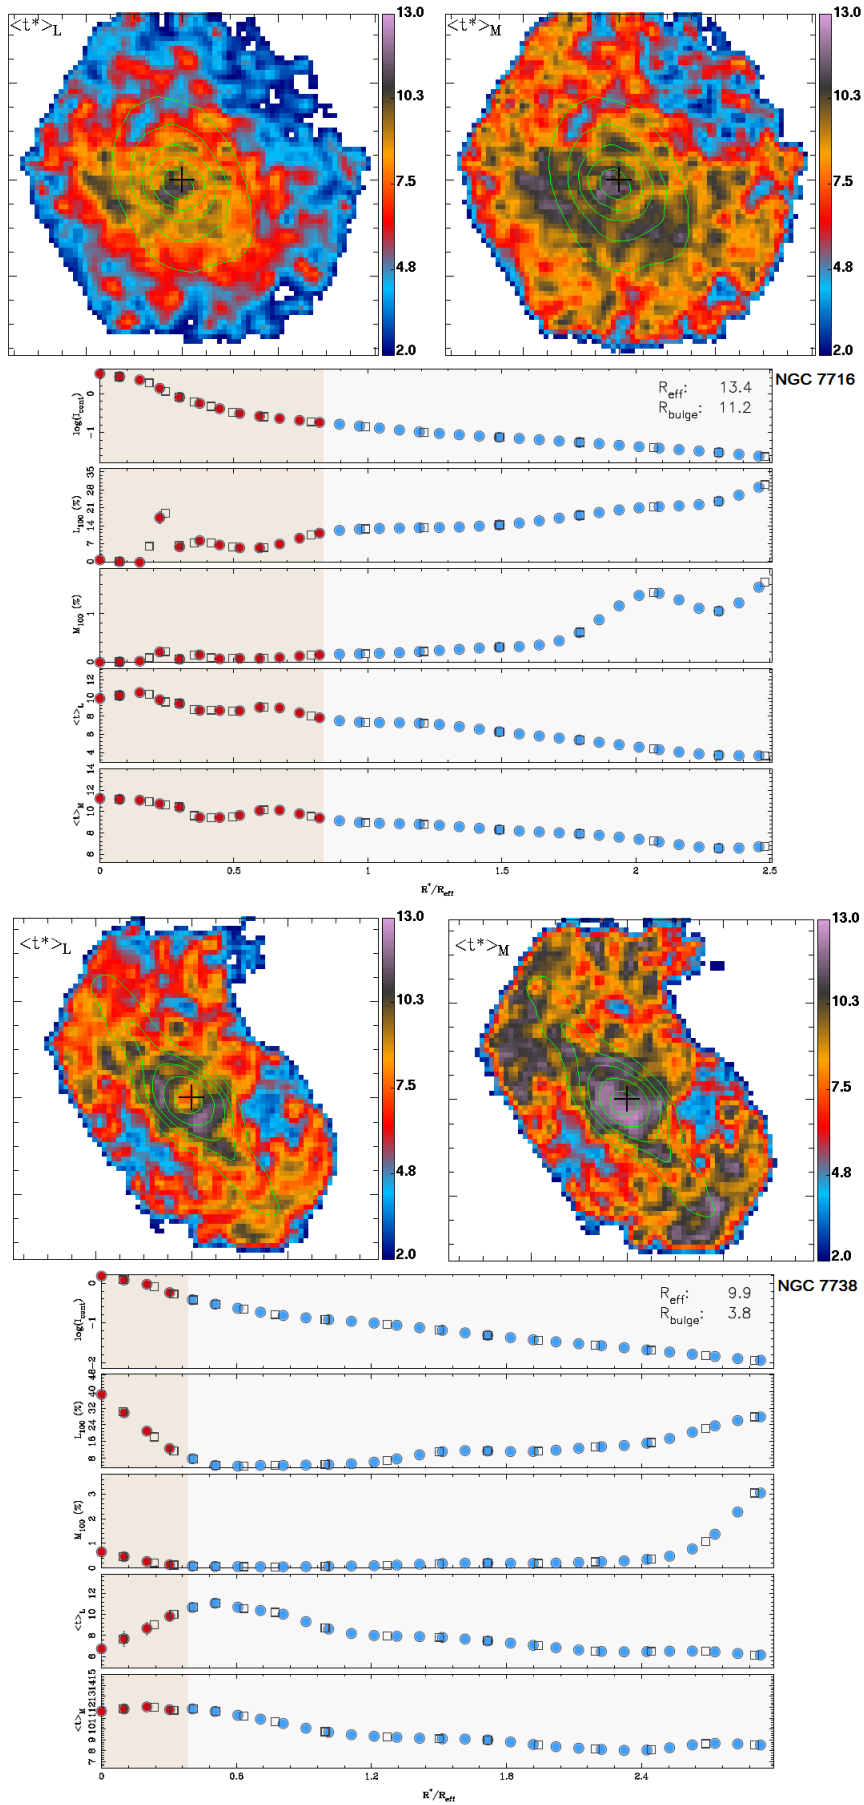 <t*>L
13.0
10.3
7.5
4.8
2.0
<t*>M
13.0
10.3
7.5
4.8
2.0
NGC 7716
log(Icont)
0
−1
Reff: 13.4
Rbulge: 11.2
L100 (%)
35
28
21
14
7
0
M100 (%)
1
0
<t>L
12
10
8
6
4
<t>M
14
12
10
8
6
0 0.5 1 1.5 2 2.5
R*/Reff
<t*>L
13.0
10.3
7.5
4.8
2.0
<t*>M
13.0
10.3
7.5
4.8
2.0
NGC 7738
log(Icont)
0
−1
−2
Reff: 9.9
Rbulge: 3.8
L100 (%)
48
40
32
24
16
8
M100 (%)
3
2
1
0
<t>L
12
10
8
6
<t>M
15
14
13
12
11
10
9
8
7
0 0.6 1.2 1.8 2.4
R*/Reff